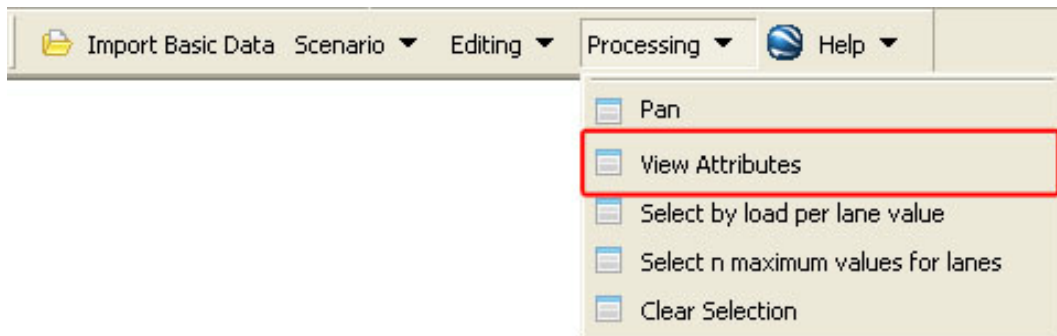 Import Basic Data Scenario Editing Processing Help
Pan
View Attributes
Select by load per lane value
Select n maximum values for lanes
Clear Selection